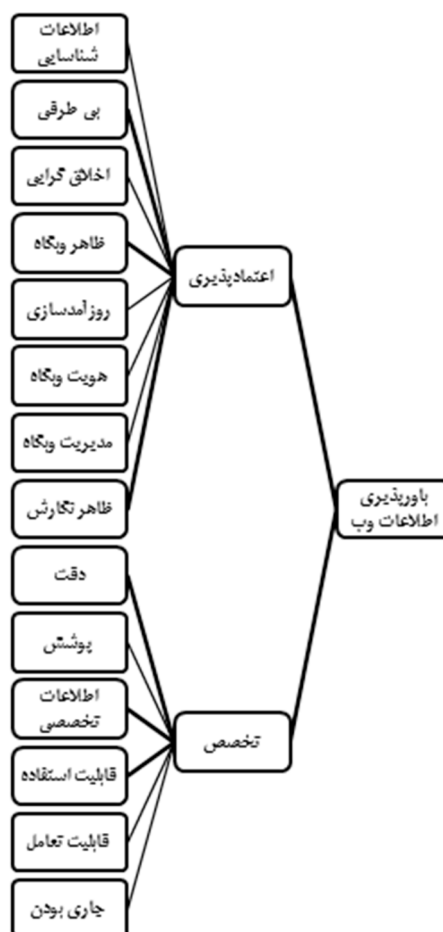 اطلاعات
شناسایی
بی طرفی
اخلاق گرایی
ظاهر وبگاه
روزآمدسازی
هویت وبگاه
مدیریت وبگاه
ظاهر نگارش
اعتمادپذیری
باورپذیری
اطلاعات وب
دقت
پوشش
اطلاعات
تخصصی
قابلیت استفاده
قابلیت تعامل
جاری بودن
تخصص